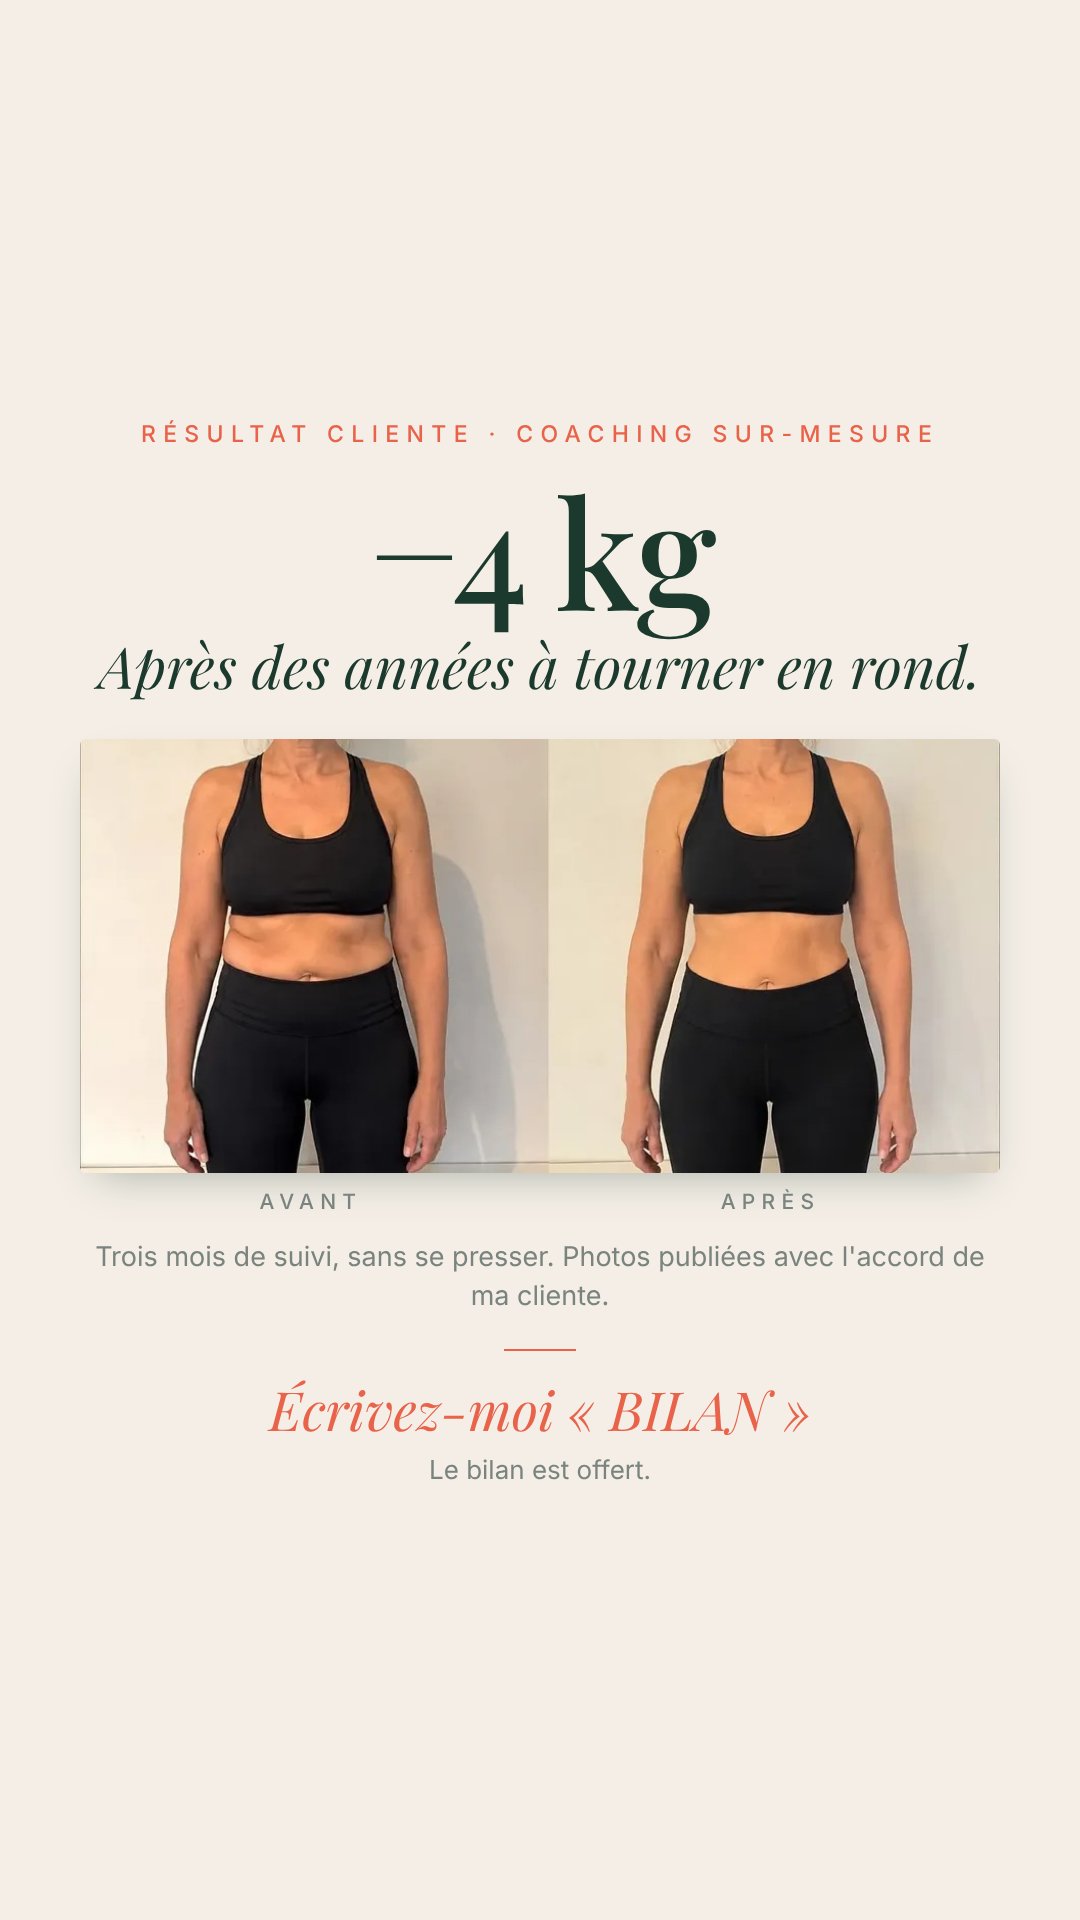 RÉSULTAT CLIENTE · COACHING SUR-MESURE
—4 kg
Après des années à tourner en rond.
AVANT
APRÈS
Trois mois de suivi, sans se presser. Photos publiées avec l'accord de
ma cliente.
Écrivez-moi « BILAN »
Le bilan est offert.